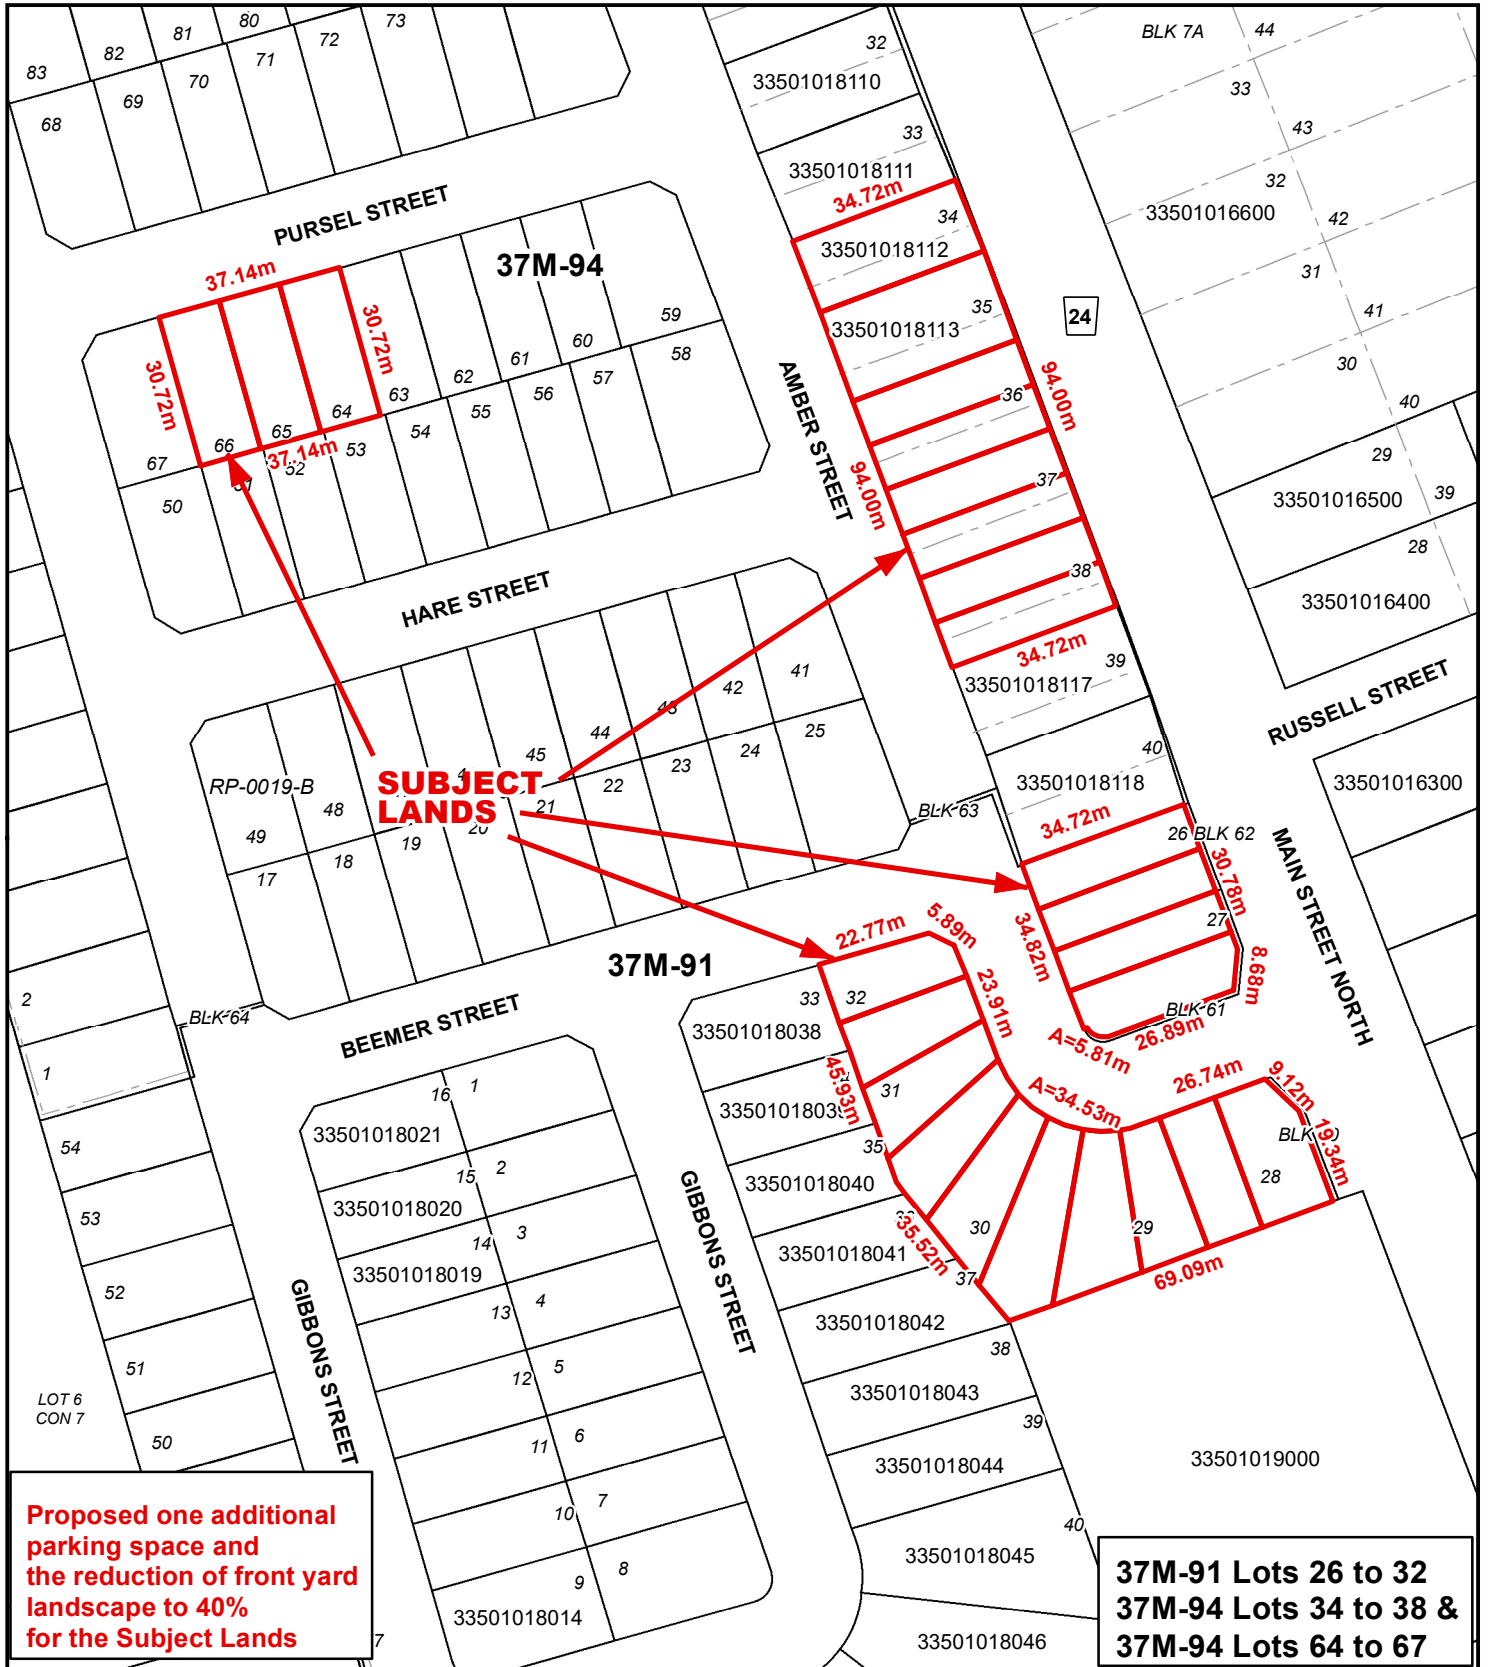 83
82
81
80
73
72
71
70
69
68
32
33501018110
33
33501018111
34.72m
34
33501018112
35
33501018113
BLK 7A
44
33
43
32
33501016600
42
31
41
30
40
29
33501016500
39
28
33501016400
24
PURSEL STREET
37M-94
37.14m
30.72m
30.72m
37.14m
59
60
61
62
63
64
65
66
67
58
57
56
55
54
53
52
51
50
AMBER STREET
94.00m
94.00m
36
37
38
34.72m
39
33501018117
40
33501018118
HARE STREET
RUSSELL STREET
33501016300
MAIN STREET NORTH
41
42
43
44
45
48
49
RP-0019-B
25
24
23
22
21
20
19
18
17
SUBJECT
LANDS
BLK 63
34.72m
26 BLK 62
30.78m
27
34.82m
8.68m
BLK 61
26.89m
A=5.81m
37M-91
22.77m
5.89m
23.91m
A=34.53m
26.74m
9.12m
BLK
19.34m
28
29
69.09m
30
31
32
33
45.93m
35.52m
33501018038
33501018039
35
33501018040
33501018041
37
33501018042
38
33501018043
39
33501018044
40
33501018045
33501018046
33501019000
BEEMER STREET
BLK 64
2
1
54
53
52
51
50
LOT 6
CON 7
16
1
33501018021
15
2
33501018020
14
3
33501018019
13
4
12
5
11
6
10
7
9
8
33501018014
GIBBONS STREET
GIBBONS STREET
7
Proposed one additional
parking space and
the reduction of front yard
landscape to 40%
for the Subject Lands
37M-91 Lots 26 to 32
37M-94 Lots 34 to 38 &
37M-94 Lots 64 to 67